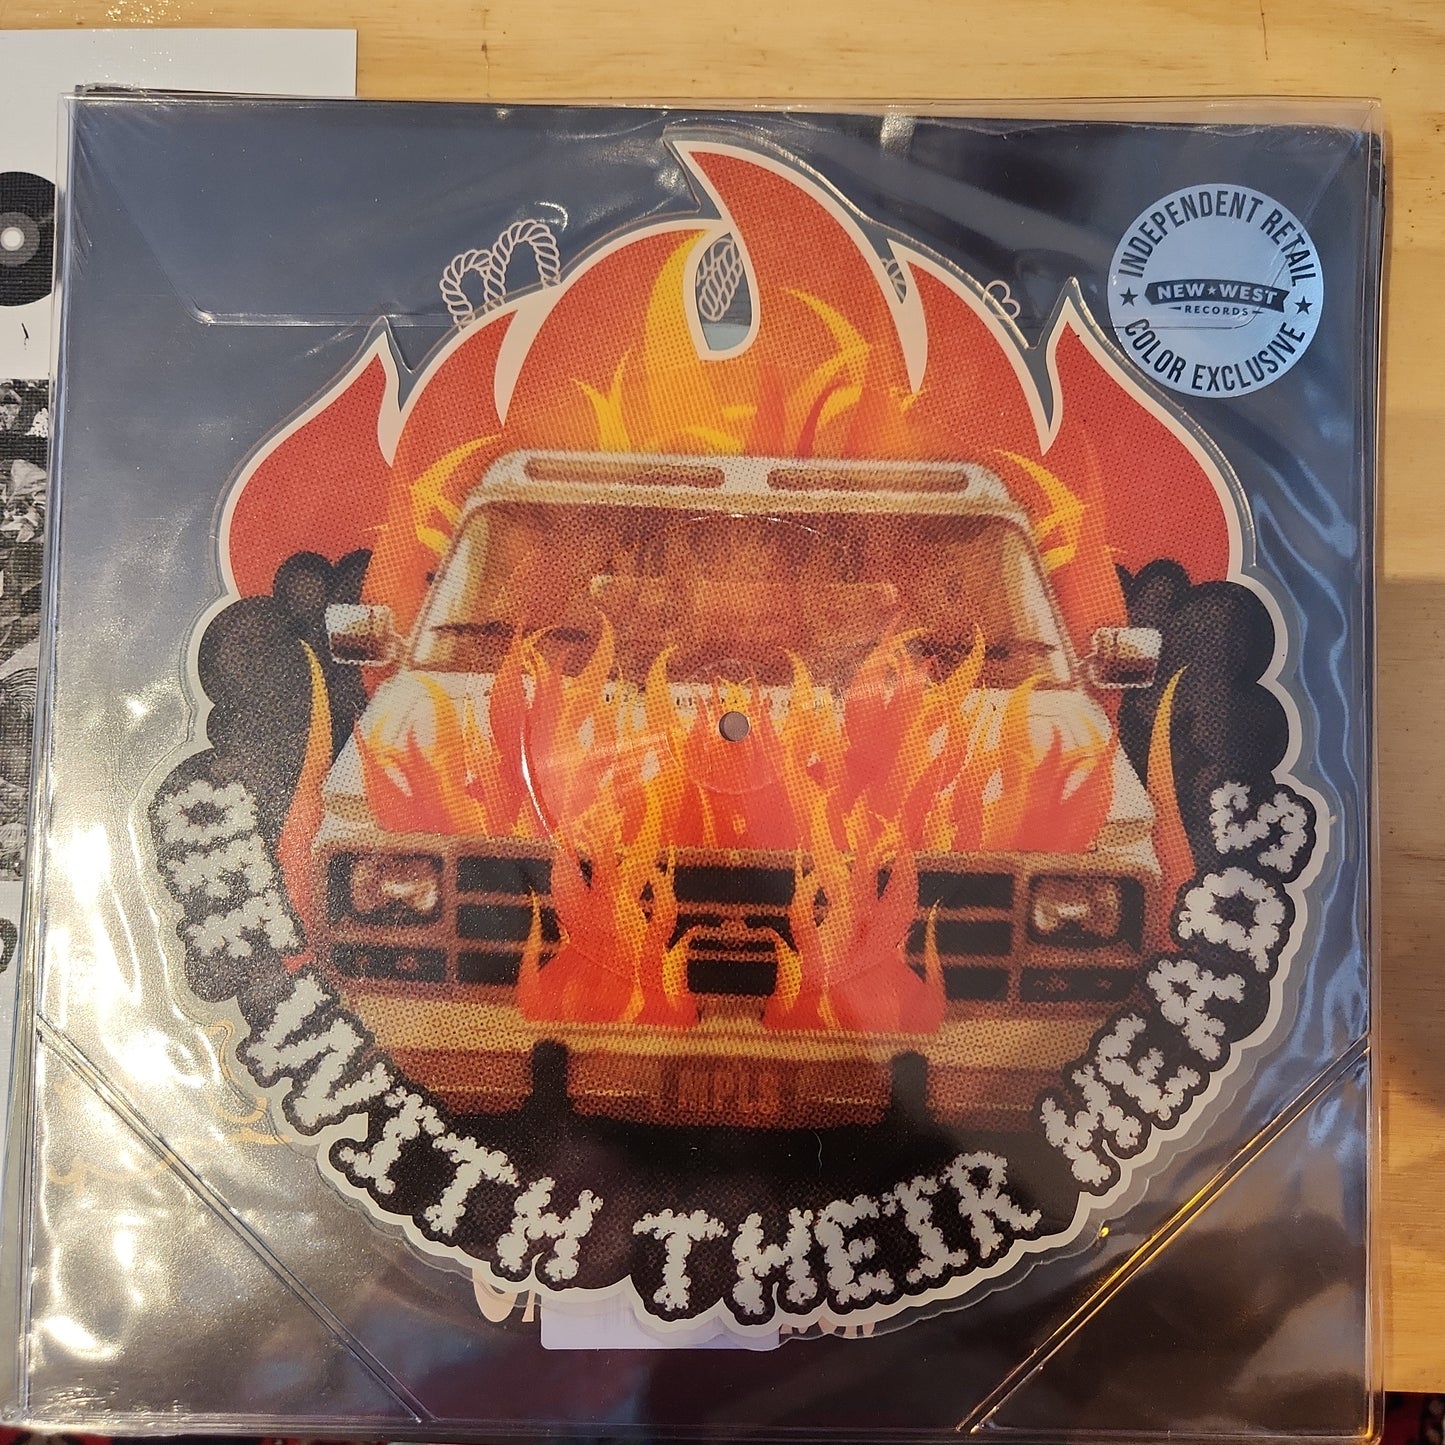 INDEPENDENT RETAIL
NEW★WEST
RECORDS
COLOR EXCLUSIVE
MPLS
OFF WITH THEIR HEADS